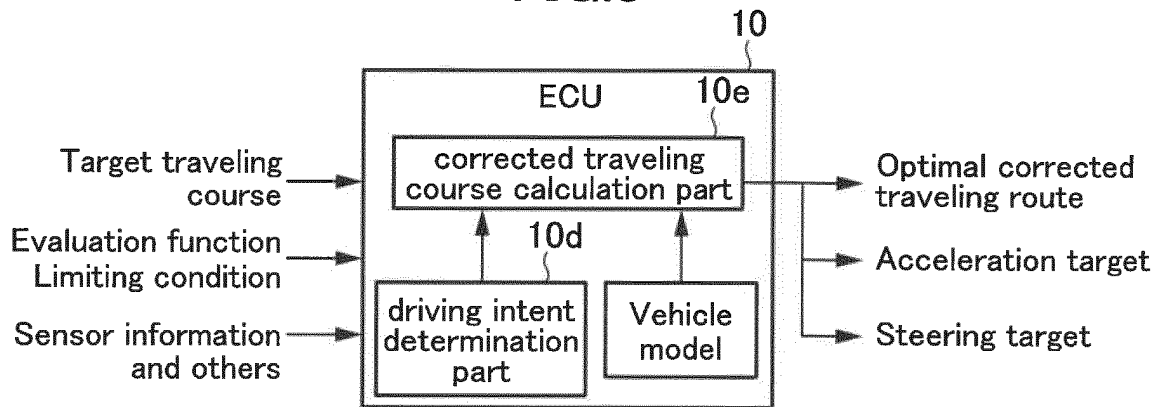 10
ECU
10e
corrected traveling
course calculation part
Target traveling
course
Evaluation function
Limiting condition
Sensor information
and others
10d
driving intent
determination
part
Vehicle
model
Optimal corrected
traveling route
Acceleration target
Steering target